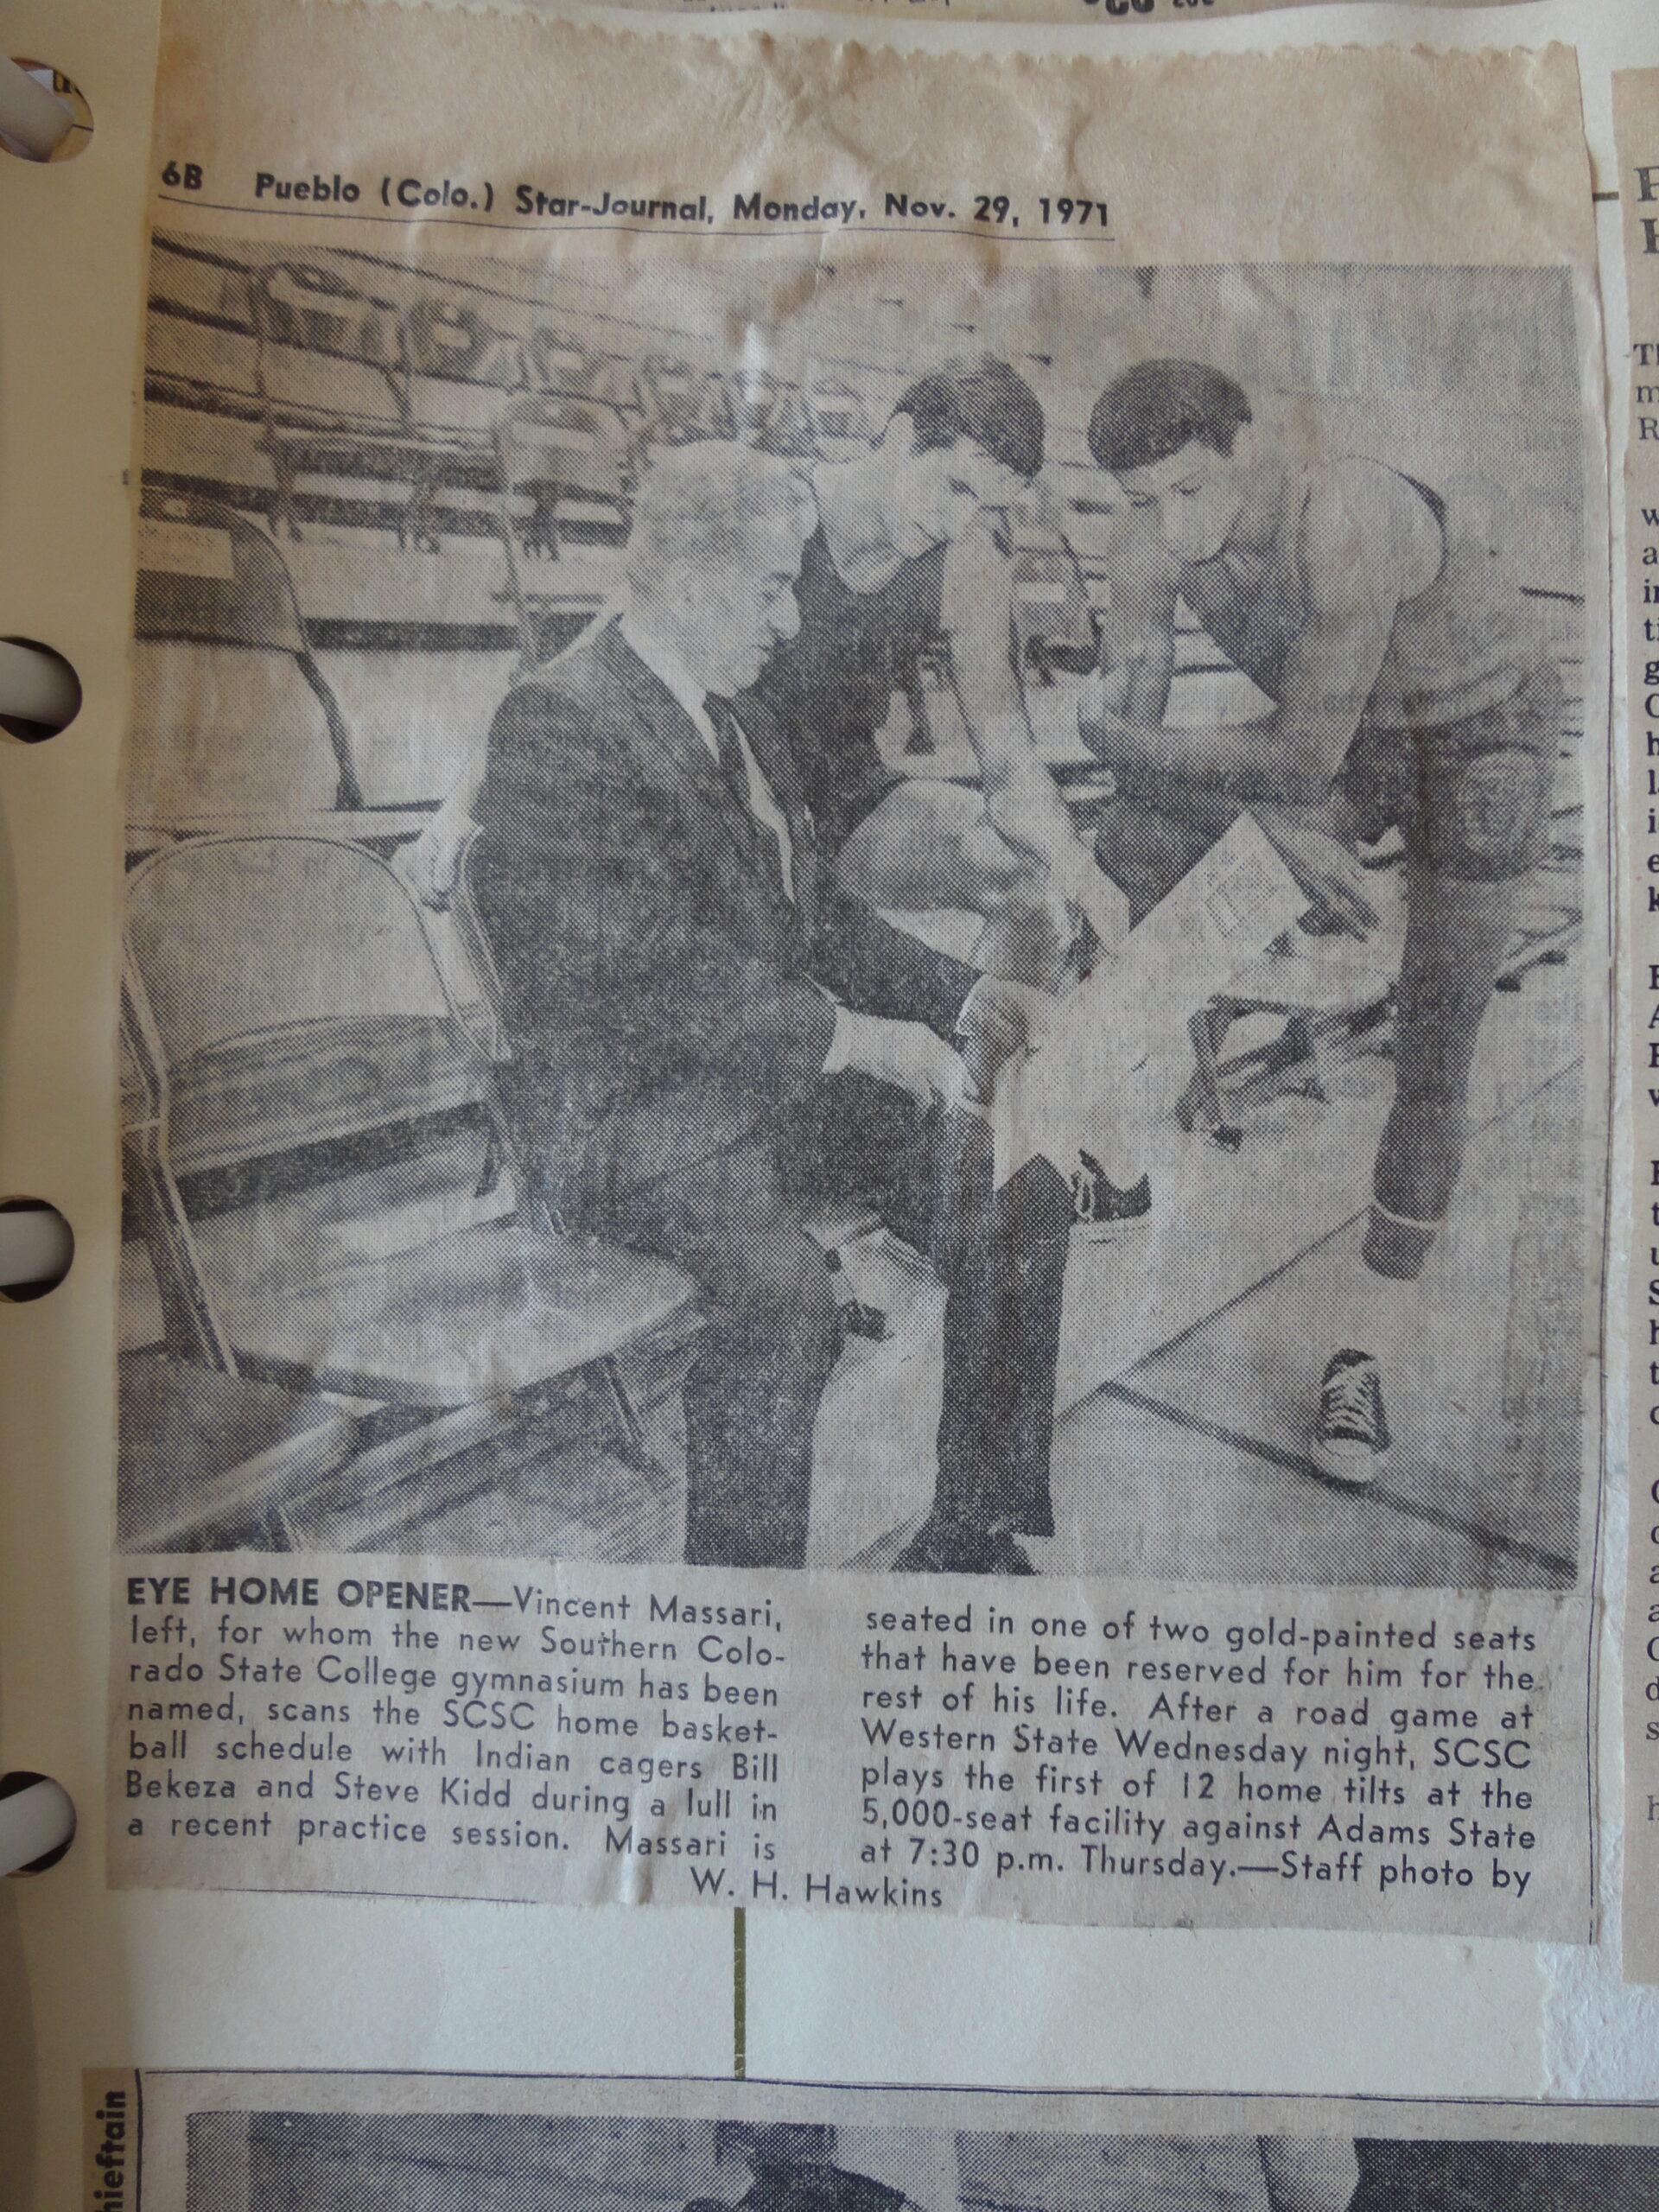 6B Pueblo (Colo.) Star-Journal, Monday, Nov. 29, 1971
EYE HOME OPENER—Vincent Massari,
left, for whom the new Southern Colo-
rado State College gymnasium has been
named, scans the SCSC home basket-
ball schedule with Indian cagers Bill
Bekeza and Steve Kidd during a lull in
a recent practice session. Massari is
seated in one of two gold-painted seats
that have been reserved for him for the
rest of his life. After a road game at
Western State Wednesday night, SCSC
plays the first of 12 home tilts at the
5,000-seat facility against Adams State
at 7:30 p.m. Thursday.—Staff photo by
W. H. Hawkins